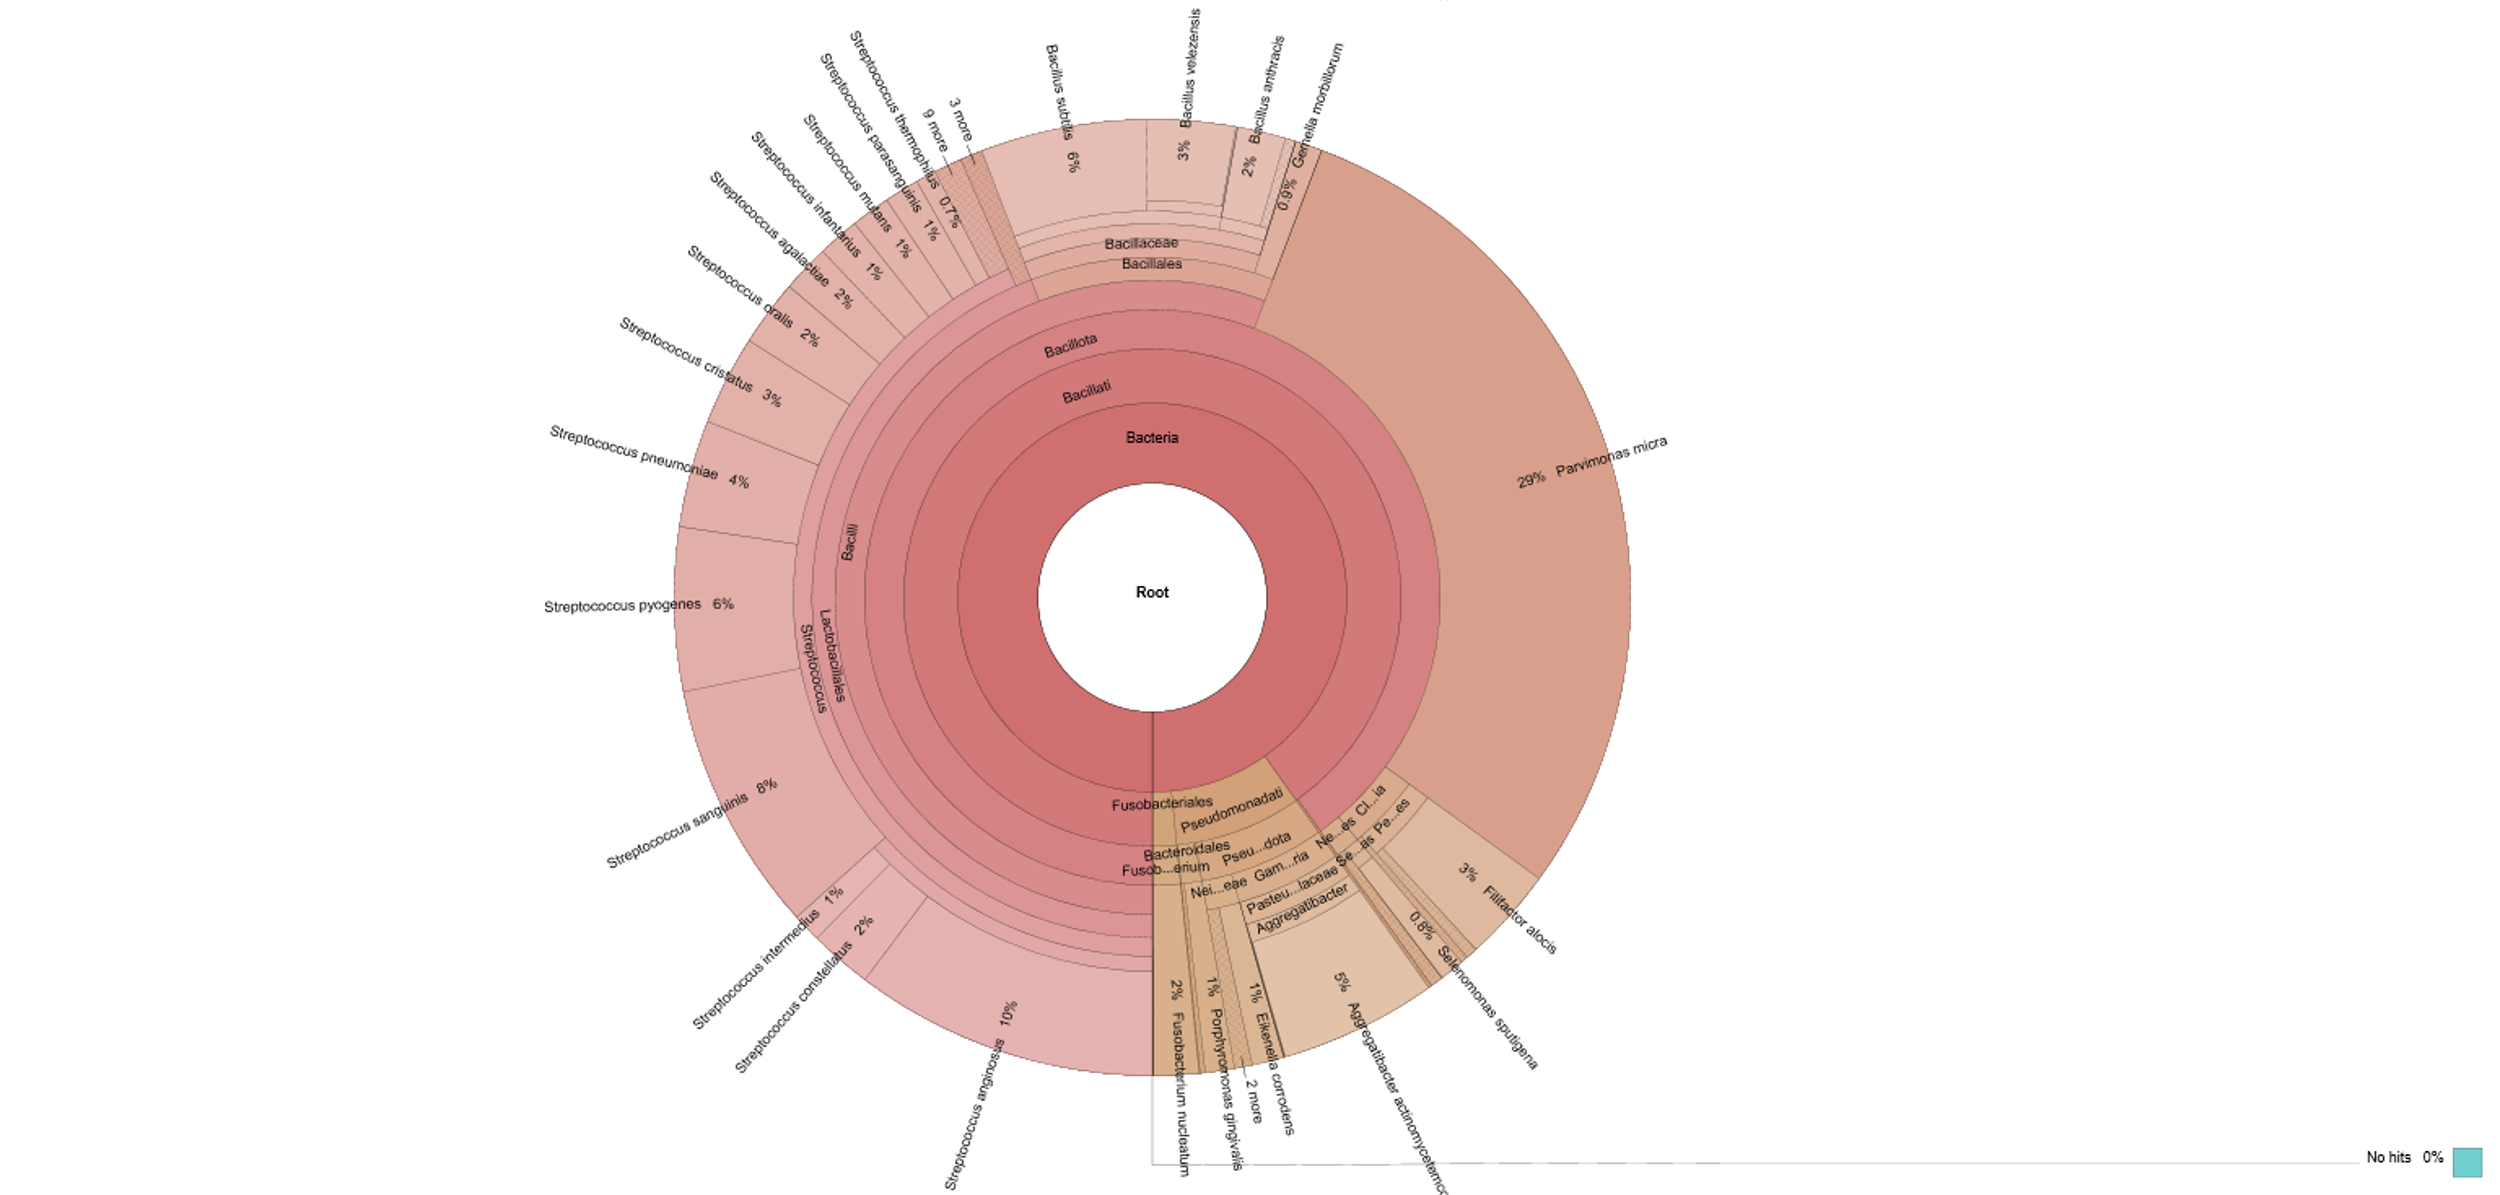 Root
Bacteria
Bacillati
Bacillota
Bacilli
Lactobacillales
Streptococcus
Bacillales
Bacillaceae
Streptococcus anginosus 10%
Streptococcus constellatus 2%
Streptococcus intermedius 1%
Streptococcus sanguinis 8%
Streptococcus pyogenes 6%
Streptococcus pneumoniae 4%
Streptococcus cristatus 3%
Streptococcus oralis 2%
Streptococcus agalactiae 2%
Streptococcus infantarius 1%
Streptococcus mutans 1%
Streptococcus parasanguinis 1%
Streptococcus thermophilus 0.7%
9 more
3 more
Bacillus subtilis 6%
3% Bacillus velezensis
2% Bacillus anthracis
0.9% Gemella morbillorum
29% Parvimonas micra
3% Filifactor alocis
0.8% Selenomonas sputigena
5% Aggregatibacter actinomycetemco
1% Eikenella corrodens
2 more
1% Porphyromonas gingivalis
2% Fusobacterium nucleatum
Fusobacteriales
Pseudomonadati
Bacteroidales
Pseu...dota
Fusob...erium
Nei...eae
Gam...ria
Pasteu...laceae
Aggregatibacter
Ne...es
Cl...ia
Se...as
Pe...es
No hits 0%